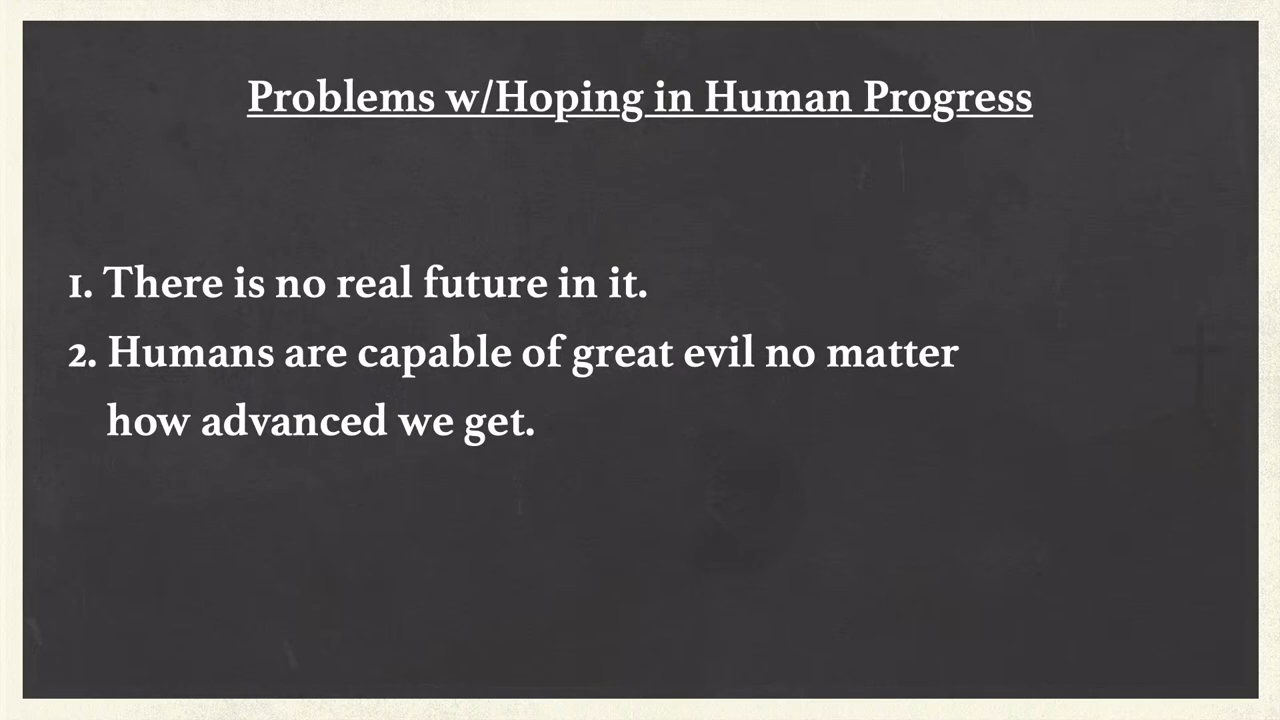 Problems w/Hoping in Human Progress
1. There is no real future in it.
2. Humans are capable of great evil no matter
how advanced we get.